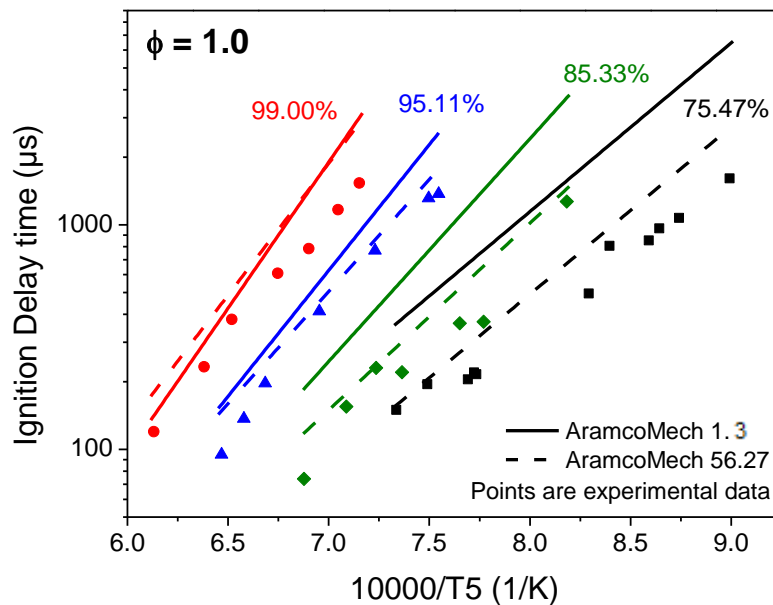 ϕ = 1.0
99.00%
95.11%
85.33%
75.47%
Ignition Delay time (µs)
1000
100
AramcoMech 1.3
AramcoMech 56.27
Points are experimental data
6.0 6.5 7.0 7.5 8.0 8.5 9.0
10000/T5 (1/K)